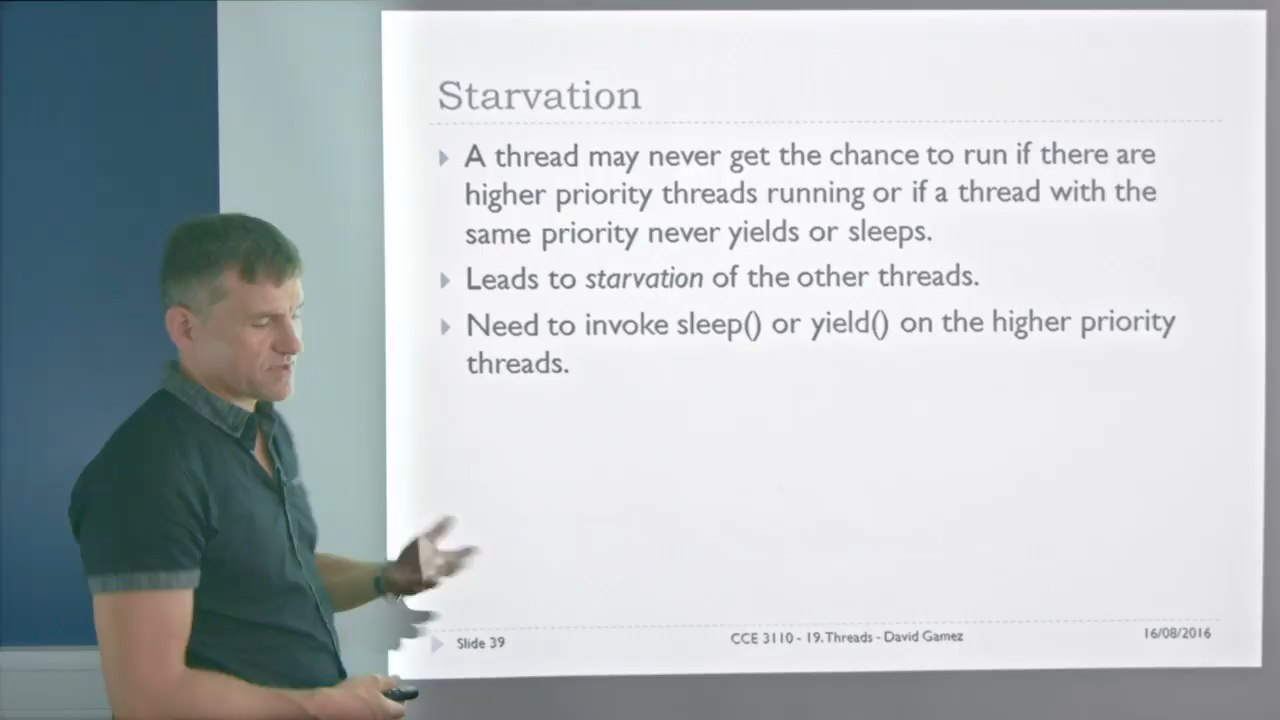 Starvation
A thread may never get the chance to run if there are
higher priority threads running or if a thread with the
same priority never yields or sleeps.
Leads to starvation of the other threads.
Need to invoke sleep() or yield() on the higher priority
threads.
Slide 39
CCE 3110 - 19.Threads - David Gamez
16/08/2016